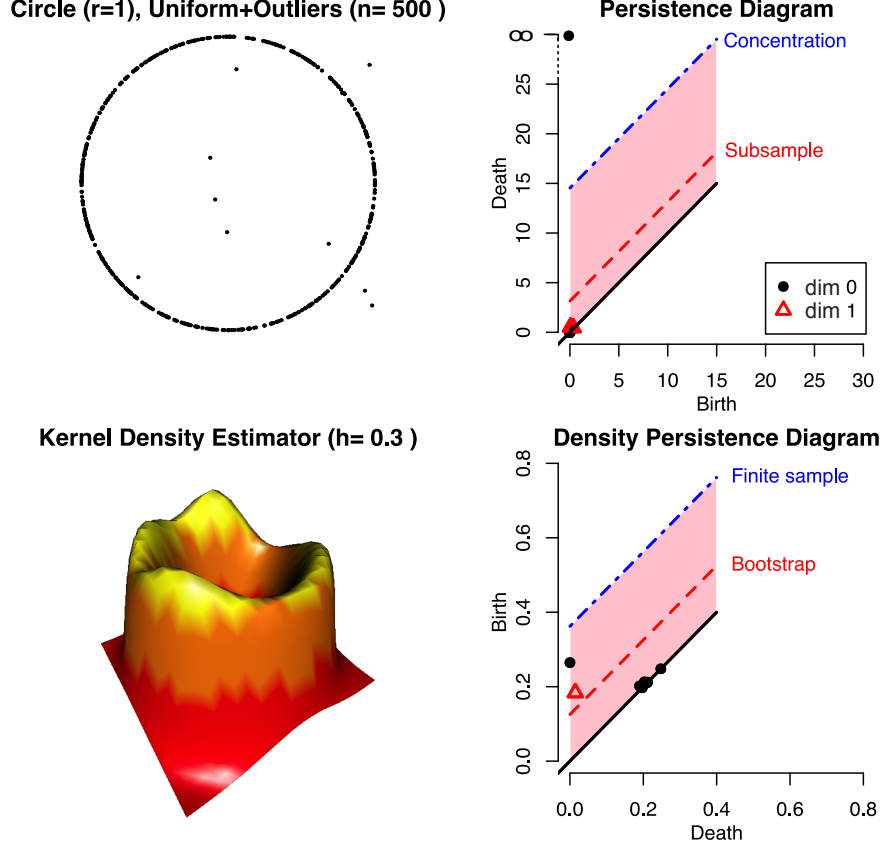 Circle (r=1), Uniform+Outliers (n= 500 )
Persistence Diagram
∞
25
20
15
10
5
0
Death
Concentration
Subsample
dim 0
dim 1
0 5 10 15 20 25 30
Birth
Kernel Density Estimator (h= 0.3 )
Density Persistence Diagram
0.8
0.6
0.4
0.2
0.0
Birth
Finite sample
Bootstrap
0.0 0.2 0.4 0.6 0.8
Death